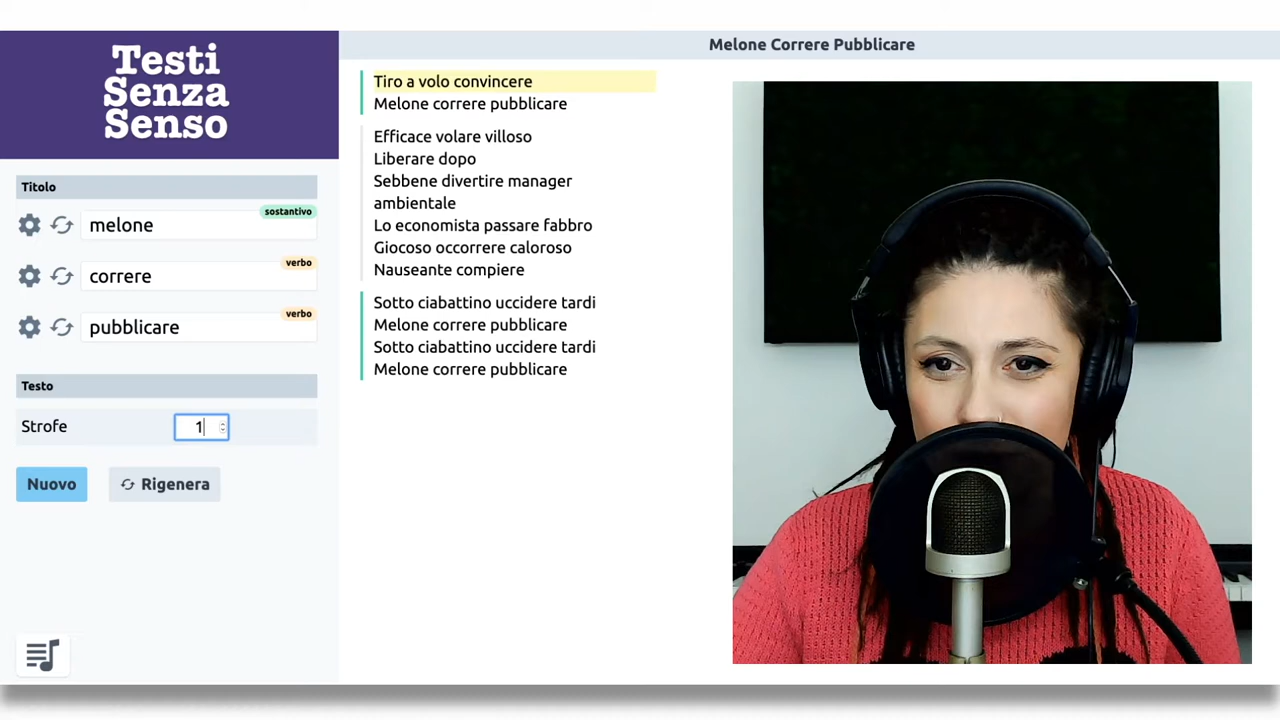 Testi
Senza
Senso
Titolo
sostantivo
melone
verbo
correre
verbo
pubblicare
Testo
Strofe
1
Nuovo
Rigenera
Melone Correre Pubblicare
Tiro a volo convincere
Melone correre pubblicare
Efficace volare villoso
Liberare dopo
Sebbene divertire manager
ambientale
Lo economista passare fabbro
Giocoso occorrere caloroso
Nauseante compiere
Sotto ciabattino uccidere tardi
Melone correre pubblicare
Sotto ciabattino uccidere tardi
Melone correre pubblicare